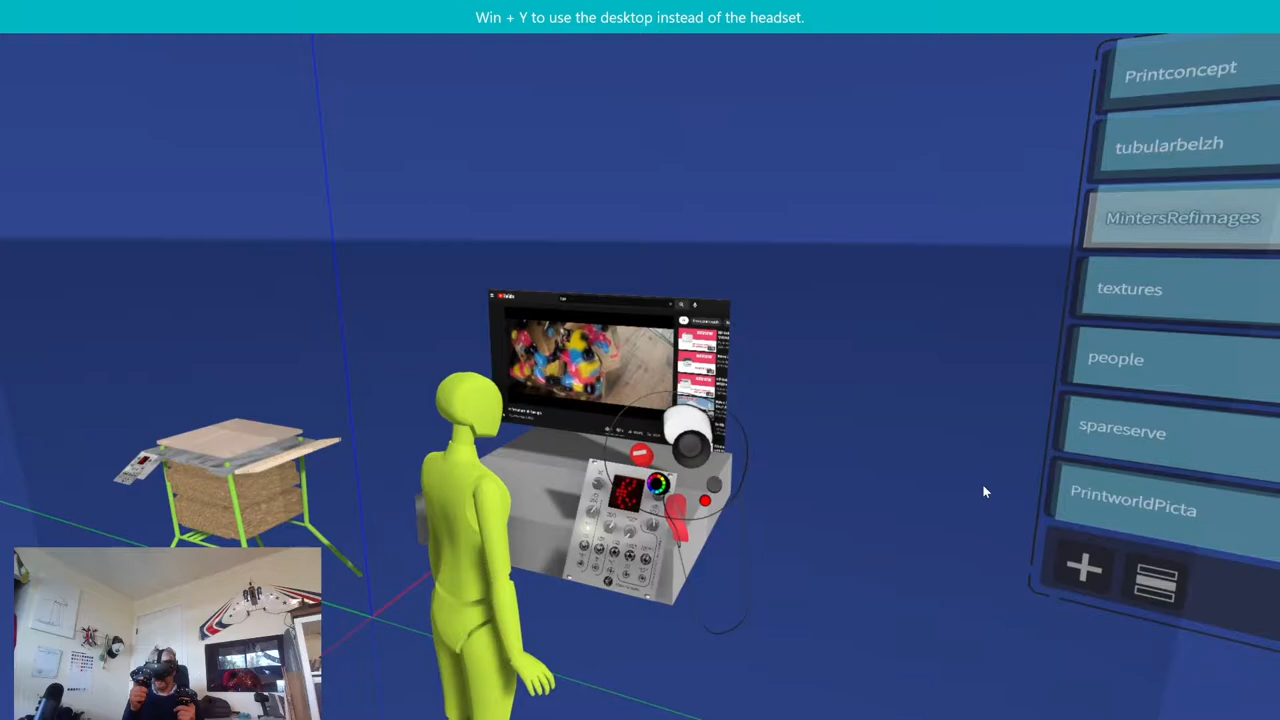 Win + Y to use the desktop instead of the headset.
Printconcept
tubularbelzh
MintersRefimages
textures
people
spareserve
PrintworldPicta